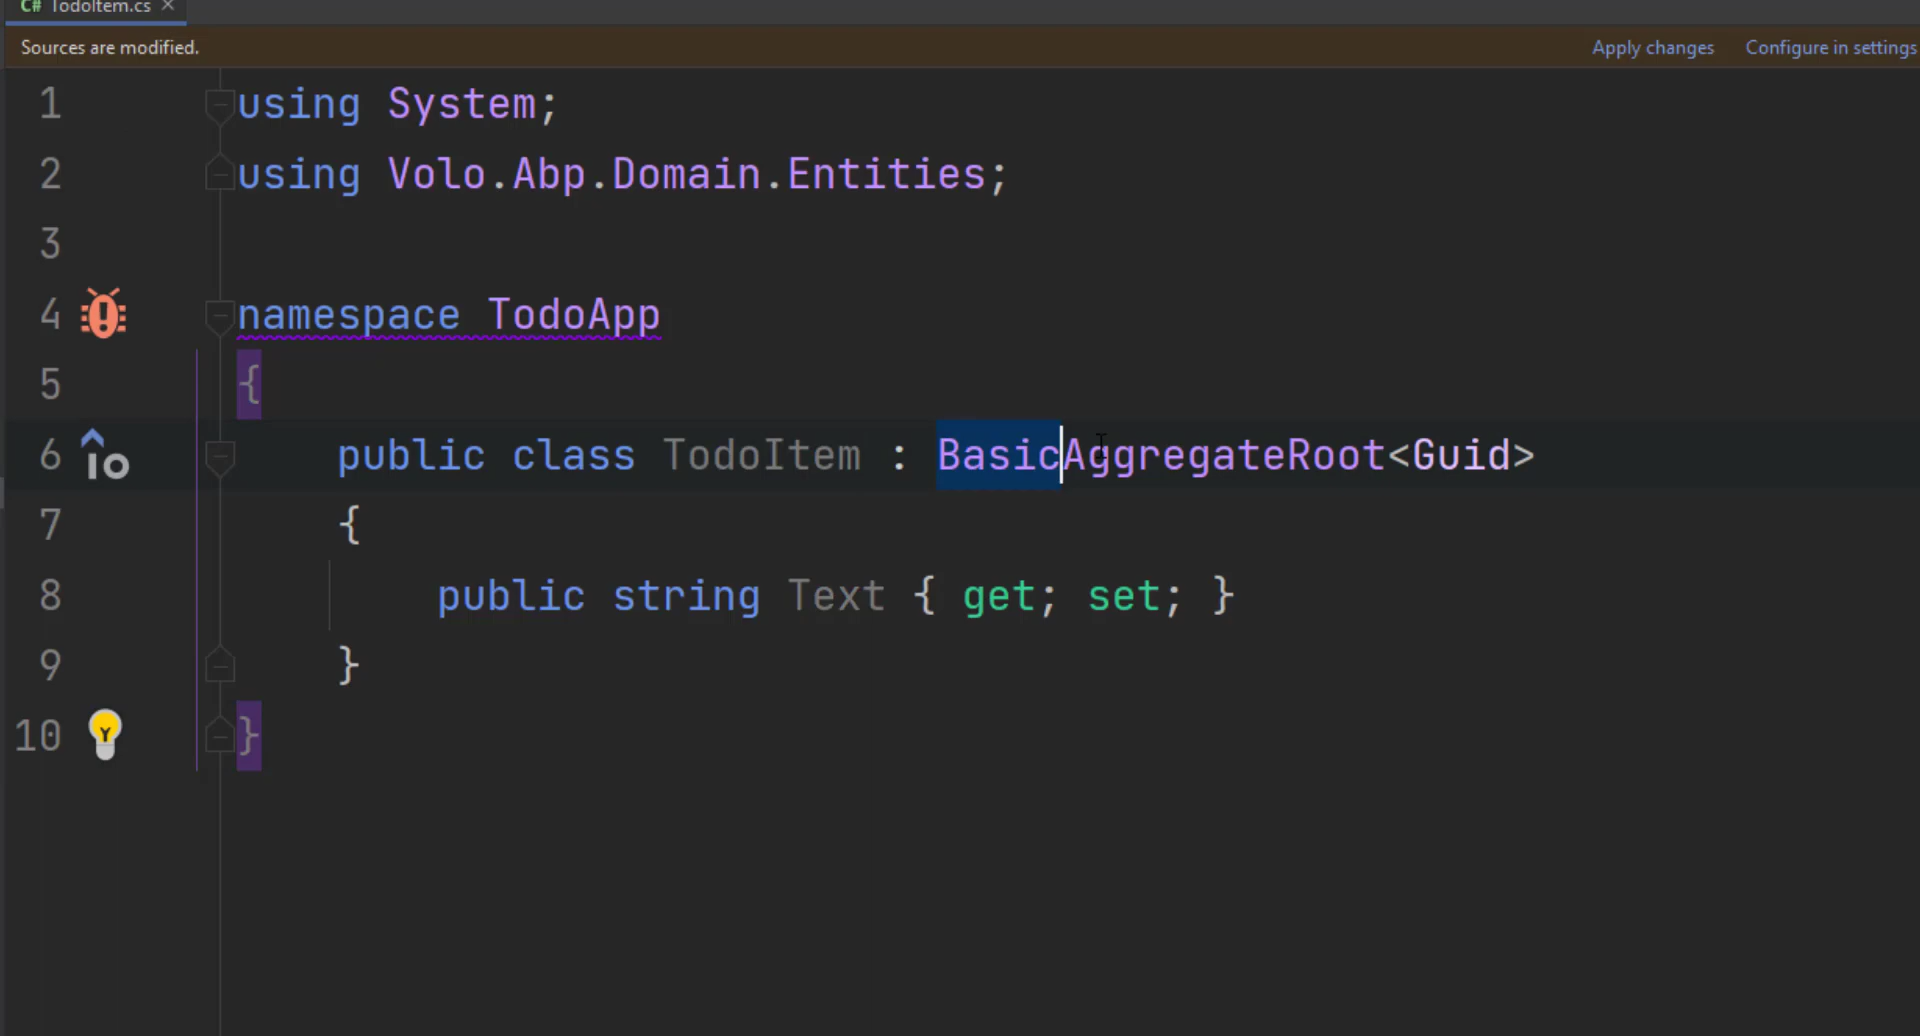 C# TodoItem.cs
Sources are modified. Apply changes Configure in settings
1 using System;
2 using Volo.Abp.Domain.Entities;
3
4 namespace TodoApp
5 {
6 public class TodoItem : BasicAggregateRoot<Guid>
7 {
8 public string Text { get; set; }
9 }
10 }